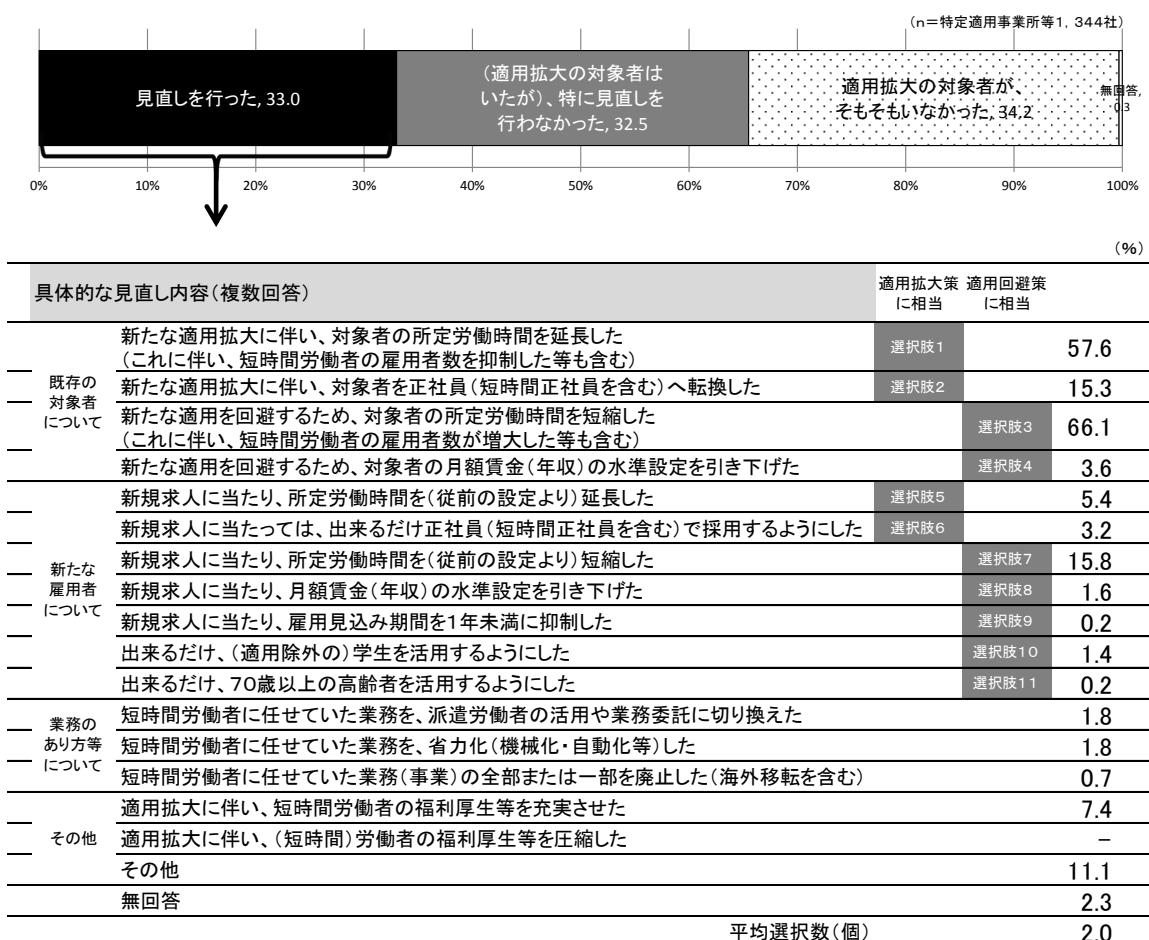 （n＝特定適用事業所等1，344社）
見直しを行った, 33.0
（適用拡大の対象者は
いたが）、特に見直しを
行わなかった, 32.5
適用拡大の対象者が、
そもそもいなかった, 34.2
無回答,
0.3
0% 10% 20% 30% 40% 50% 60% 70% 80% 90% 100%
（%）
具体的な見直し内容（複数回答） 適用拡大策に相当 適用回避策に相当
既存の対象者について
新たな適用拡大に伴い、対象者の所定労働時間を延長した
（これに伴い、短時間労働者の雇用者数を抑制した等も含む） 選択肢1 57.6
新たな適用拡大に伴い、対象者を正社員（短時間正社員を含む）へ転換した 選択肢2 15.3
新たな適用を回避するため、対象者の所定労働時間を短縮した
（これに伴い、短時間労働者の雇用者数が増大した等も含む） 選択肢3 66.1
新たな適用を回避するため、対象者の月額賃金（年収）の水準設定を引き下げた 選択肢4 3.6
新たな雇用者について
新規求人に当たり、所定労働時間を（従前の設定より）延長した 選択肢5 5.4
新規求人に当たっては、出来るだけ正社員（短時間正社員を含む）で採用するようにした 選択肢6 3.2
新規求人に当たり、所定労働時間を（従前の設定より）短縮した 選択肢7 15.8
新規求人に当たり、月額賃金（年収）の水準設定を引き下げた 選択肢8 1.6
新規求人に当たり、雇用見込み期間を1年未満に抑制した 選択肢9 0.2
出来るだけ、（適用除外の）学生を活用するようにした 選択肢10 1.4
出来るだけ、70歳以上の高齢者を活用するようにした 選択肢11 0.2
業務のあり方等について
短時間労働者に任せていた業務を、派遣労働者の活用や業務委託に切り換えた 1.8
短時間労働者に任せていた業務を、省力化（機械化・自動化等）した 1.8
短時間労働者に任せていた業務（事業）の全部または一部を廃止した（海外移転を含む） 0.7
その他
適用拡大に伴い、短時間労働者の福利厚生等を充実させた 7.4
適用拡大に伴い、（短時間）労働者の福利厚生等を圧縮した －
その他 11.1
無回答 2.3
平均選択数（個） 2.0